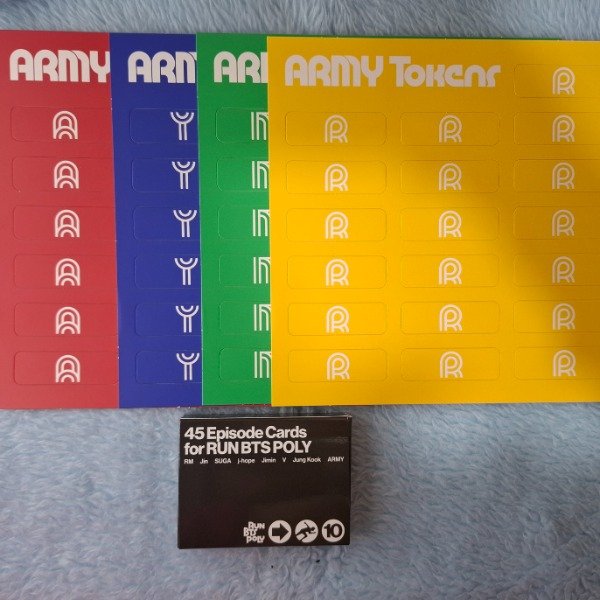 ARMY
ARM
AR
ARMY TOKENS
A Y M R R
A Y M R R
A Y M R R
A Y M R R
A Y M R R
A Y M R R
45 Episode Cards
for RUN BTS POLY
RM Jin SUGA j-hope Jimin V Jung Kook ARMY
RUN
BTS
POLY
10